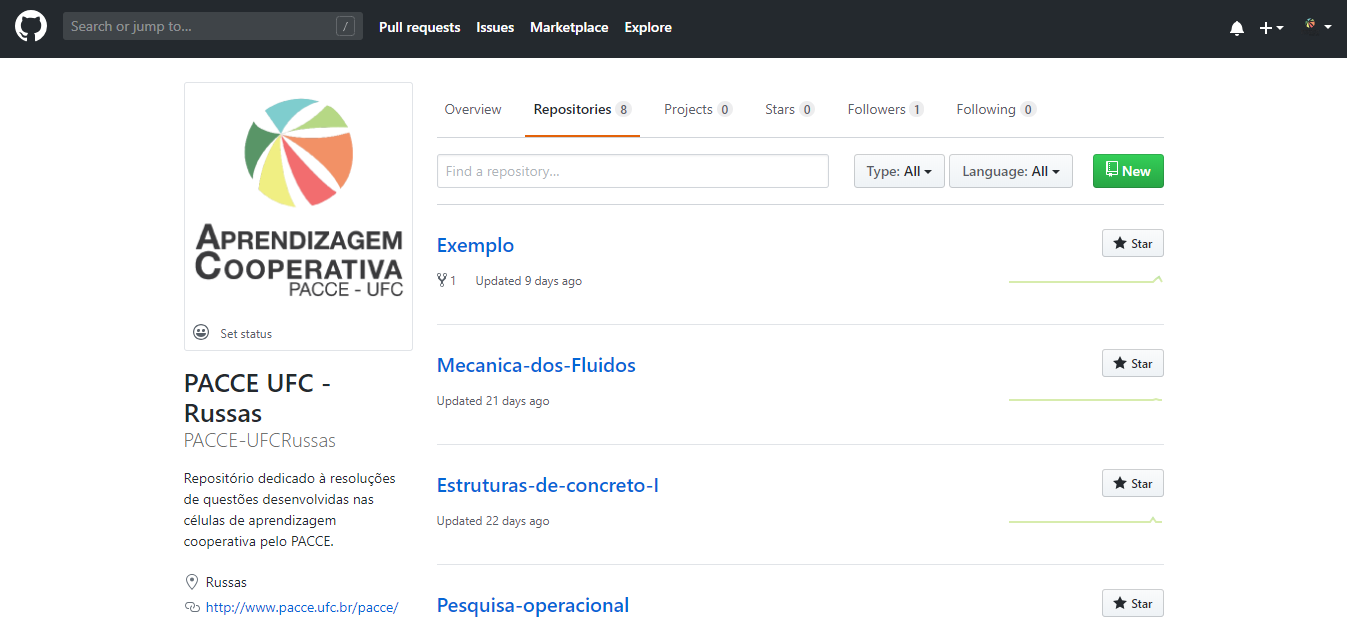 Search or jump to... /
Pull requests Issues Marketplace Explore
APRENDIZAGEM
COOPERATIVA
PACCE - UFC
Set status
PACCE UFC -
Russas
PACCE-UFCRussas
Repositório dedicado à resoluções
de questões desenvolvidas nas
células de aprendizagem
cooperativa pelo PACCE.
Russas
http://www.pacce.ufc.br/pacce/
Overview Repositories 8 Projects 0 Stars 0 Followers 1 Following 0
Find a repository... Type: All Language: All New
Exemplo Star
1 Updated 9 days ago
Mecanica-dos-Fluidos Star
Updated 21 days ago
Estruturas-de-concreto-I Star
Updated 22 days ago
Pesquisa-operacional Star